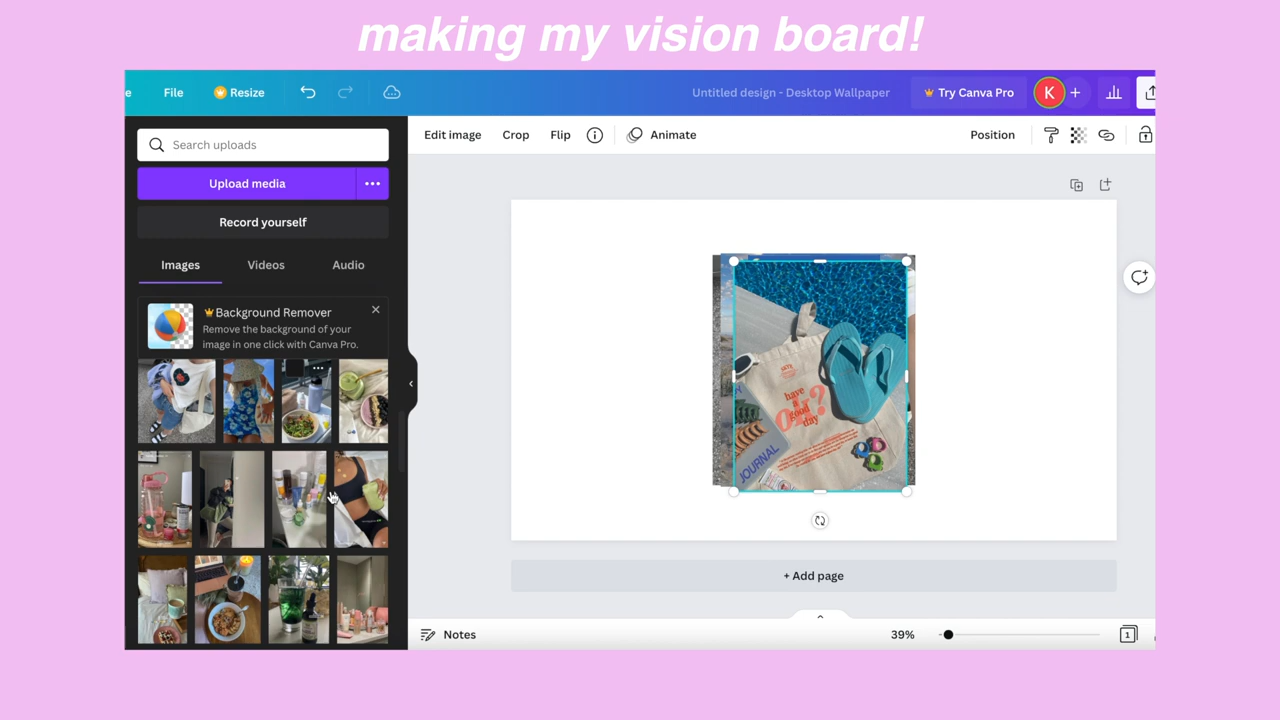 making my vision board!
e File Resize Untitled design - Desktop Wallpaper Try Canva Pro K +
Search uploads
Edit image Crop Flip Animate Position
Upload media
Record yourself
Images Videos Audio
Background Remover
Remove the background of your
image in one click with Canva Pro.
have
a
good
day
OK?
JOURNAL
+ Add page
Notes 39% 1